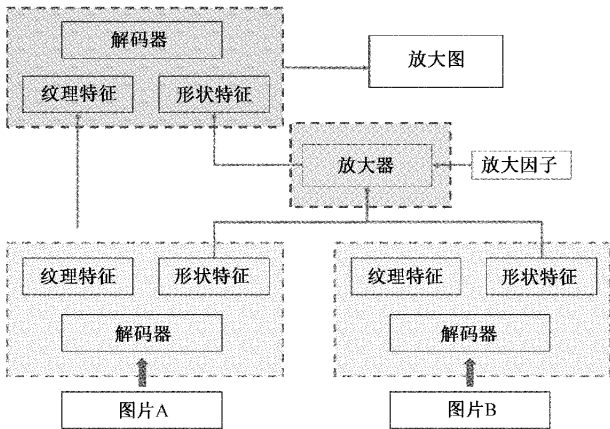 解码器
放大图
纹理特征
形状特征
放大器
放大因子
纹理特征
形状特征
纹理特征
形状特征
解码器
解码器
图片A
图片B